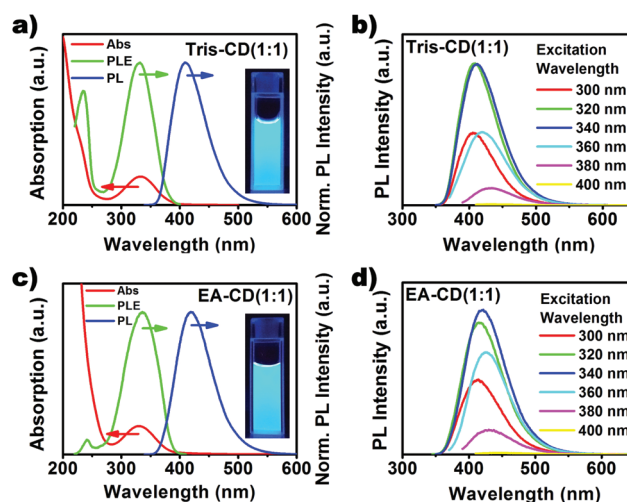 a)
Absorption (a.u.)
Abs
PLE
PL
Tris-CD(1:1)
Norm. PL Intensity (a.u.)
200 300 400 500 600
Wavelength (nm)
b)
PL Intensity (a.u.)
Tris-CD(1:1)
Excitation
Wavelength
300 nm
320 nm
340 nm
360 nm
380 nm
400 nm
300 400 500 600
Wavelength (nm)
c)
Absorption (a.u.)
Abs
PLE
PL
EA-CD(1:1)
Norm. PL Intensity (a.u.)
200 300 400 500 600
Wavelength (nm)
d)
PL Intensity (a.u.)
EA-CD(1:1)
Excitation
Wavelength
300 nm
320 nm
340 nm
360 nm
380 nm
400 nm
300 400 500 600
Wavelength (nm)